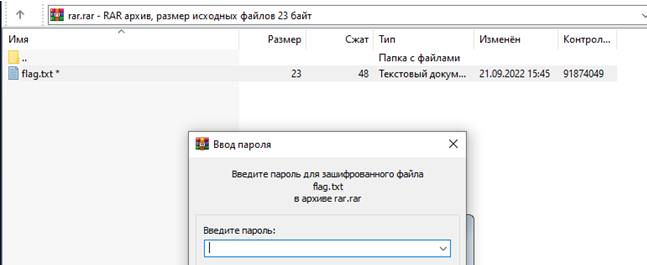 rar.rar - RAR архив, размер исходных файлов 23 байт
Имя Размер Сжат Тип Изменён Контрол...
.. Папка с файлами
flag.txt * 23 48 Текстовый докум... 21.09.2022 15:45 91874049
Ввод пароля
Введите пароль для зашифрованного файла
flag.txt
в архиве rar.rar
Введите пароль: